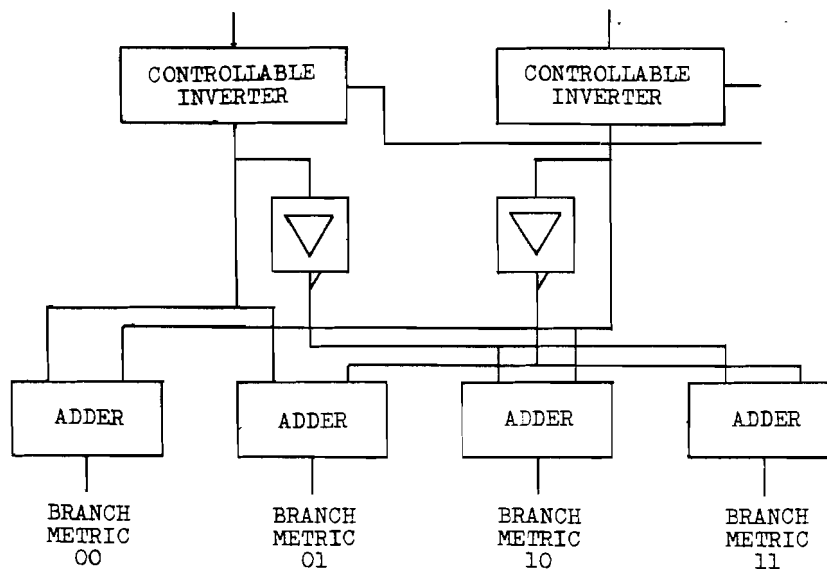 CONTROLLABLE
INVERTER
CONTROLLABLE
INVERTER
ADDER
ADDER
ADDER
ADDER
BRANCH
METRIC
00
BRANCH
METRIC
01
BRANCH
METRIC
10
BRANCH
METRIC
11